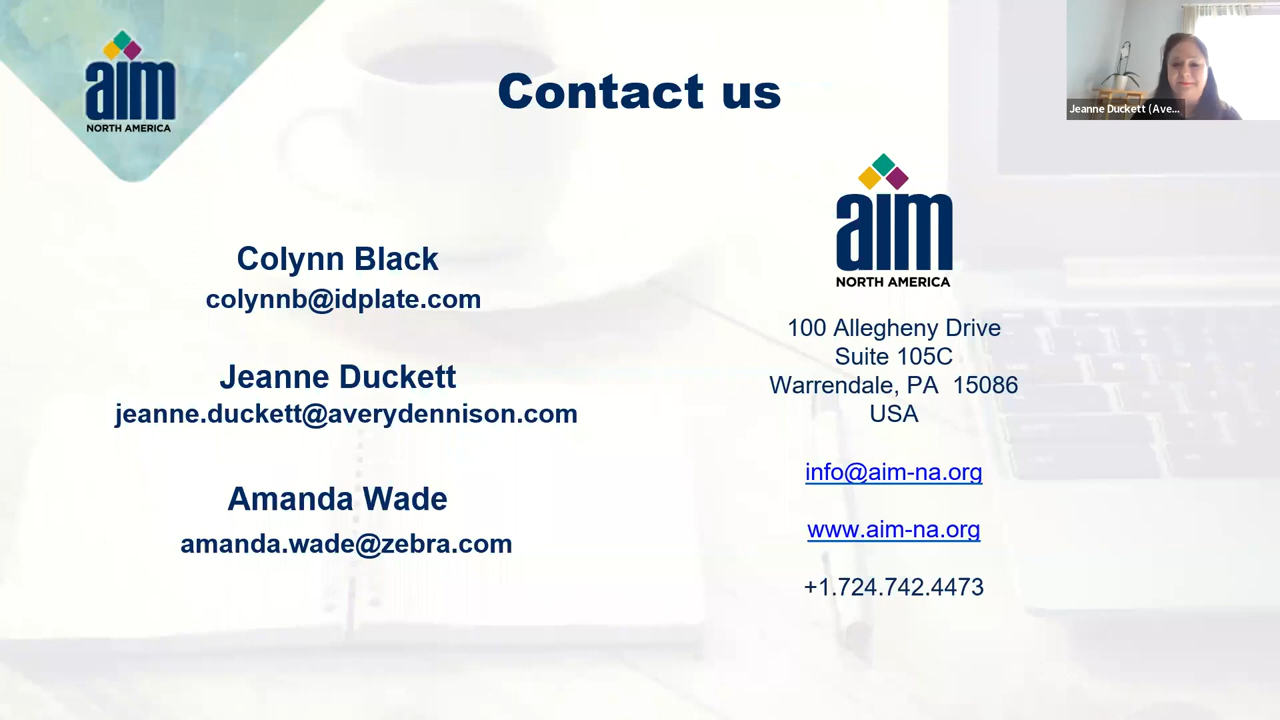 aim
NORTH AMERICA
Contact us
Jeanne Duckett (Ave...
Colynn Black
colynnb@idplate.com
Jeanne Duckett
jeanne.duckett@averydennison.com
Amanda Wade
amanda.wade@zebra.com
aim
NORTH AMERICA
100 Allegheny Drive
Suite 105C
Warrendale, PA  15086
USA
info@aim-na.org
www.aim-na.org
+1.724.742.4473